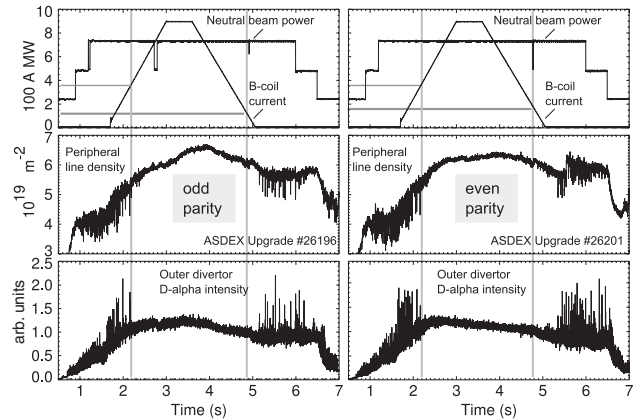 10
8
6
4
2
0
100 A MW
Neutral beam power
B-coil
current
Neutral beam power
B-coil
current
7
6
5
4
3
10^19 m^-2
Peripheral
line density
odd
parity
ASDEX Upgrade #26196
Peripheral
line density
even
parity
ASDEX Upgrade #26201
2.5
2.0
1.5
1.0
0.5
0.0
arb. units
Outer divertor
D-alpha intensity
Outer divertor
D-alpha intensity
1 2 3 4 5 6 7
Time (s)
1 2 3 4 5 6 7
Time (s)